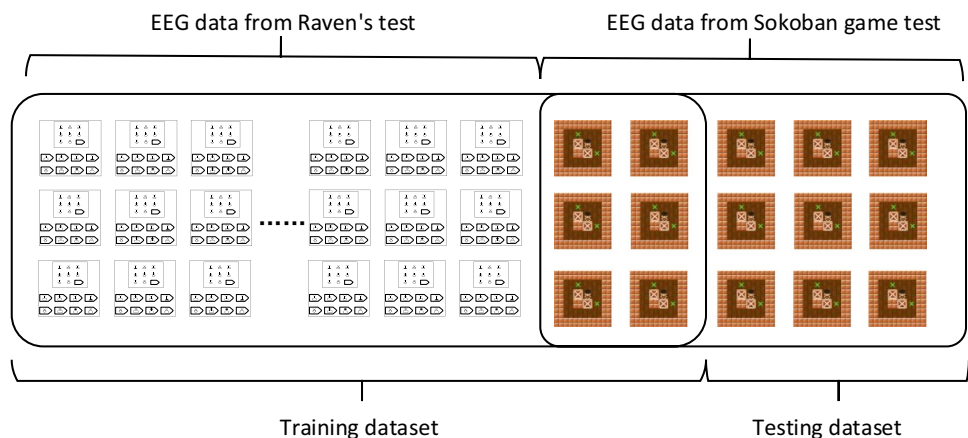 EEG data from Raven's test
EEG data from Sokoban game test
......
Training dataset
Testing dataset